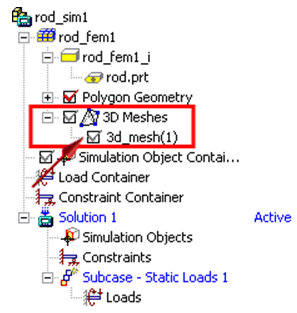 rod_sim1
rod_fem1
rod_fem1_i
rod.prt
Polygon Geometry
3D Meshes
3d_mesh(1)
Simulation Object Contai...
Load Container
Constraint Container
Solution 1 Active
Simulation Objects
Constraints
Subcase - Static Loads 1
Loads